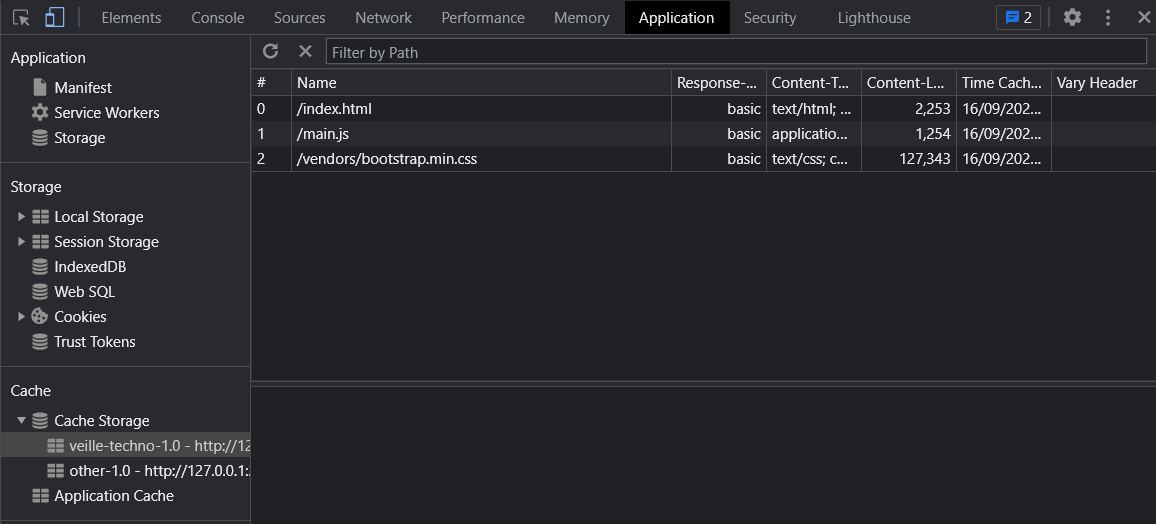 Elements Console Sources Network Performance Memory Application Security Lighthouse 2
Application
Manifest
Service Workers
Storage
Storage
Local Storage
Session Storage
IndexedDB
Web SQL
Cookies
Trust Tokens
Cache
Cache Storage
veille-techno-1.0 - http://12
other-1.0 - http://127.0.0.1:
Application Cache
Filter by Path
# Name Response-... Content-T... Content-L... Time Cach... Vary Header
0 /index.html basic text/html; ... 2,253 16/09/202...
1 /main.js basic applicatio... 1,254 16/09/202...
2 /vendors/bootstrap.min.css basic text/css; c... 127,343 16/09/202...